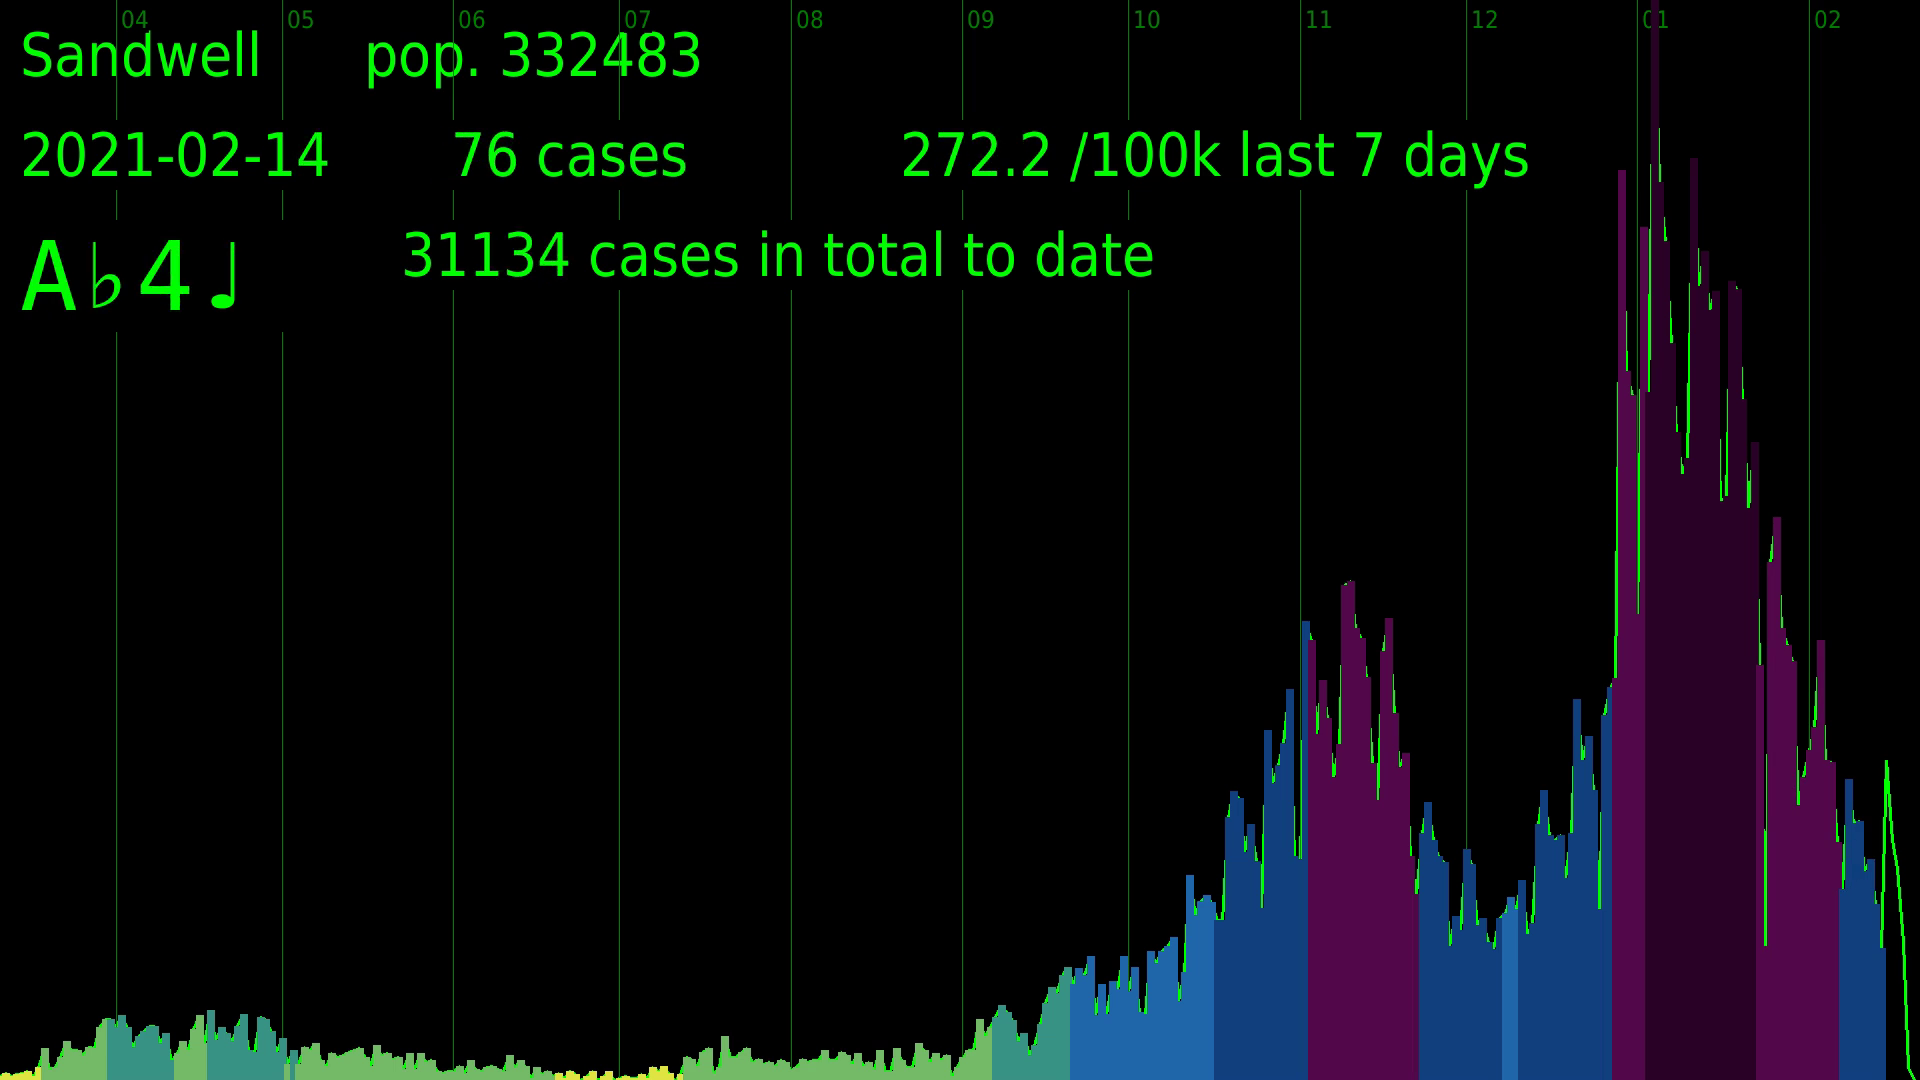 04 05 06 07 08 09 10 11 12 01 02
Sandwell pop. 332483
2021-02-14 76 cases 272.2 /100k last 7 days
A♭4♩ 31134 cases in total to date